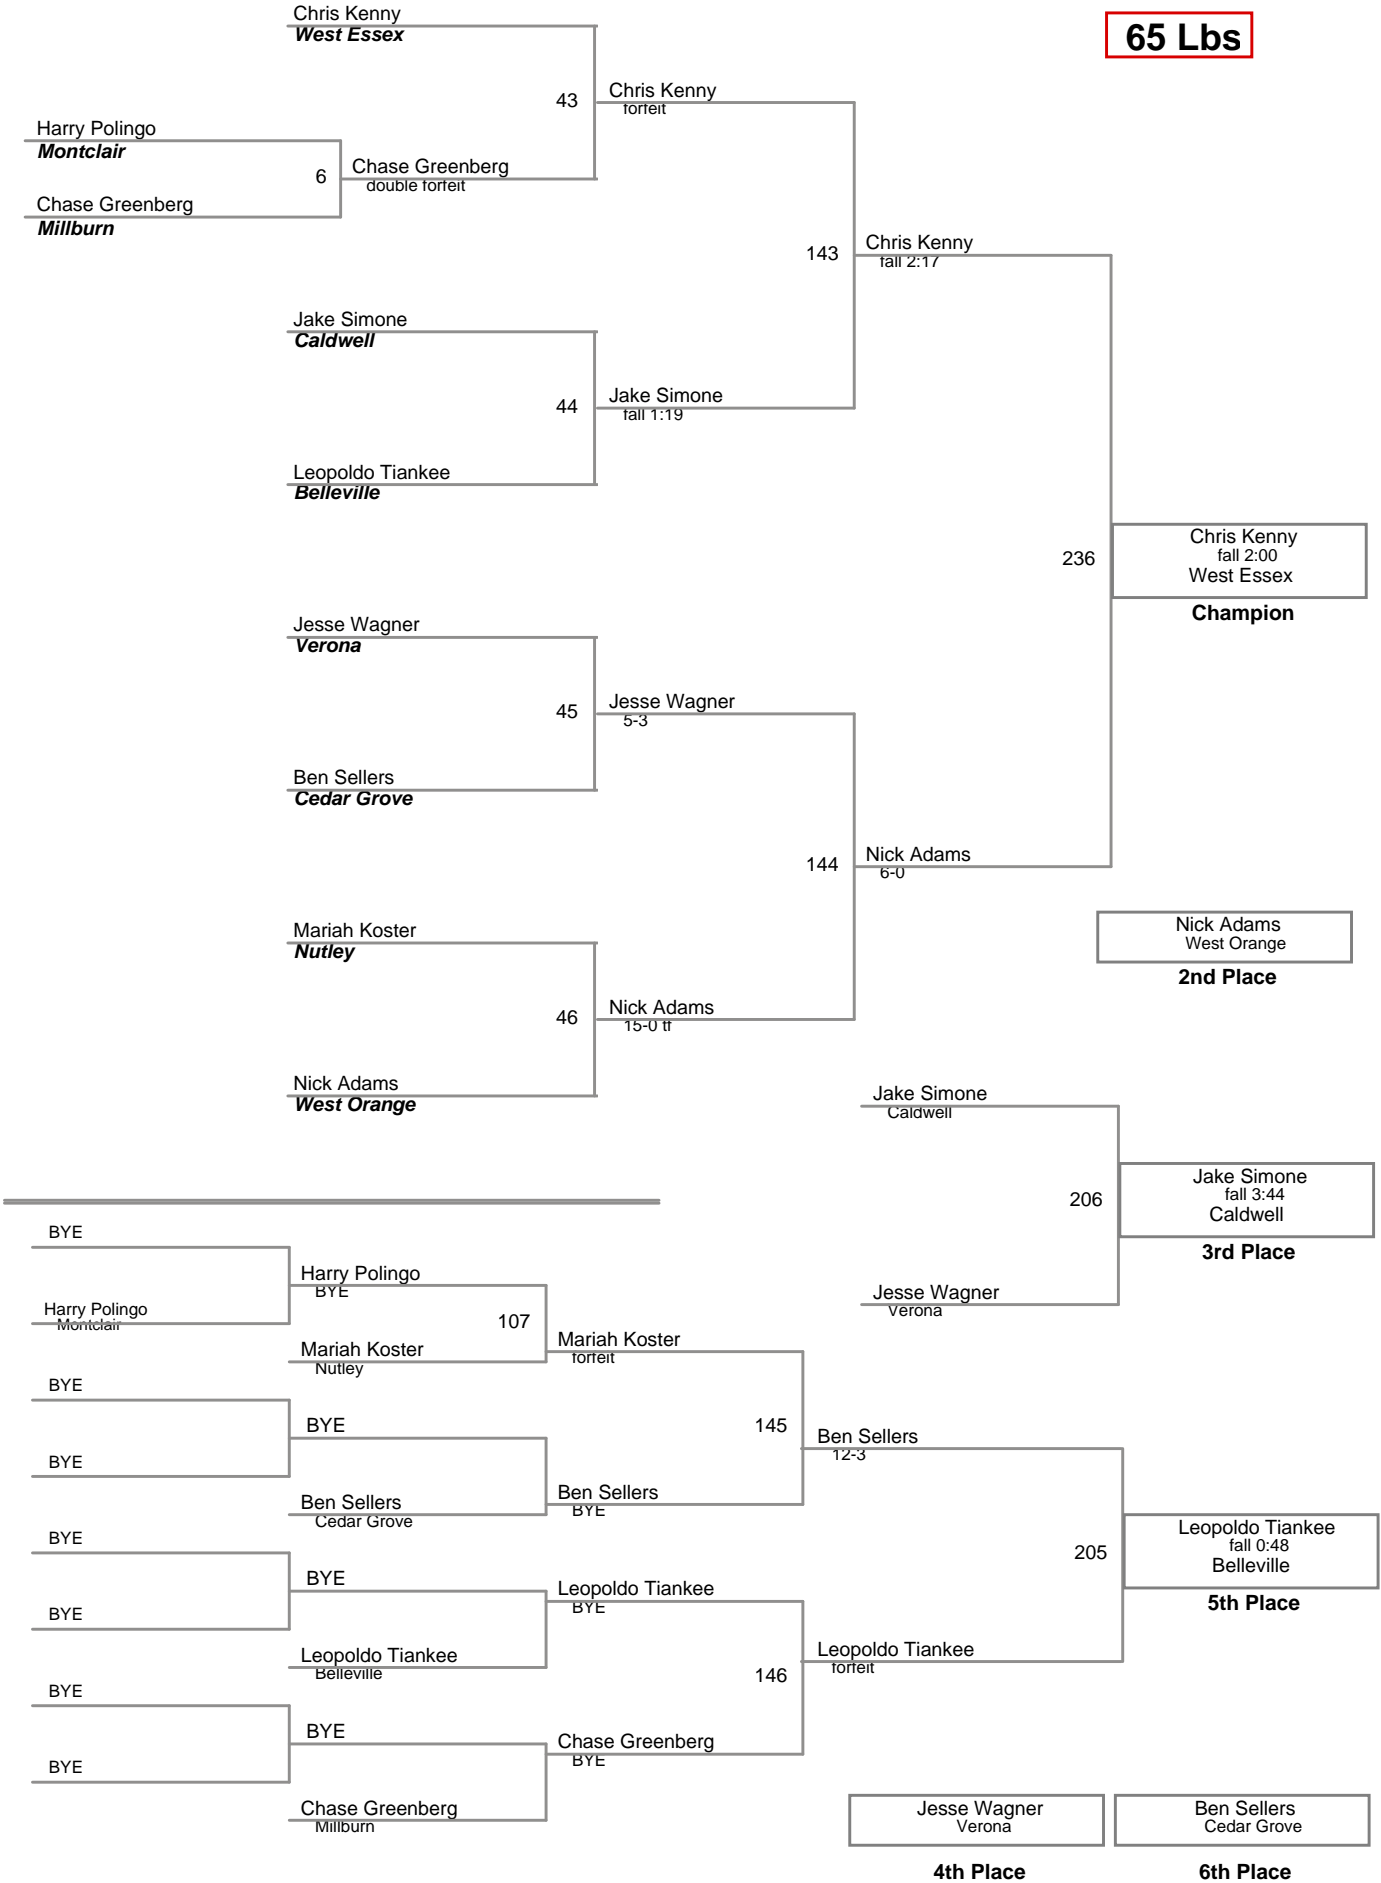 Chris Kenny
West Essex
65 Lbs
43
Chris Kenny
forfeit
Harry Polingo
Montclair
6
Chase Greenberg
double forfeit
Chase Greenberg
Millburn
143
Chris Kenny
fall 2:17
Jake Simone
Caldwell
44
Jake Simone
fall 1:19
Leopoldo Tiankee
Belleville
236
Chris Kenny
fall 2:00
West Essex
Champion
Jesse Wagner
Verona
45
Jesse Wagner
5-3
Ben Sellers
Cedar Grove
144
Nick Adams
6-0
Mariah Koster
Nutley
Nick Adams
West Orange
2nd Place
46
Nick Adams
15-0 tf
Nick Adams
West Orange
Jake Simone
Caldwell
206
Jake Simone
fall 3:44
Caldwell
3rd Place
Jesse Wagner
Verona
BYE
Harry Polingo
BYE
Harry Polingo
Montclair
107
Mariah Koster
Nutley
Mariah Koster
forfeit
BYE
BYE
145
Ben Sellers
12-3
BYE
Ben Sellers
Cedar Grove
Ben Sellers
BYE
BYE
BYE
Leopoldo Tiankee
BYE
205
Leopoldo Tiankee
fall 0:48
Belleville
5th Place
BYE
Leopoldo Tiankee
Belleville
146
Leopoldo Tiankee
forfeit
BYE
BYE
Chase Greenberg
BYE
BYE
Chase Greenberg
Millburn
Jesse Wagner
Verona
4th Place
Ben Sellers
Cedar Grove
6th Place